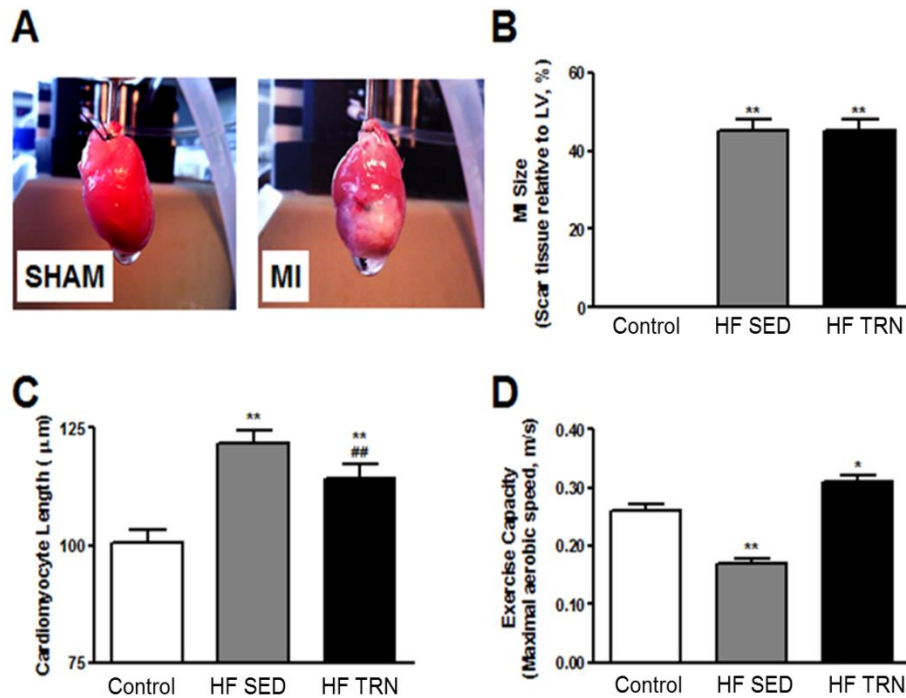 A
SHAM
MI
B
MI Size
(Scar tissue relative to LV, %)
60
40
20
0
**
**
Control HF SED HF TRN
C
Cardiomyocyte Length ( μm)
125
100
75
**
**
##
Control HF SED HF TRN
D
Exercise Capacity
(Maximal aerobic speed, m/s)
0.40
0.30
0.20
0.10
0.00
**
*
Control HF SED HF TRN